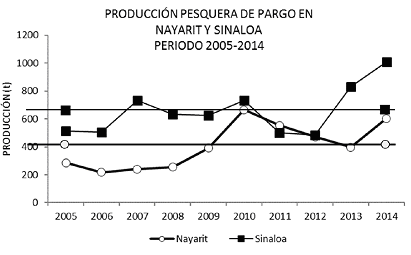 PRODUCCIÓN PESQUERA DE PARGO EN
NAYARIT Y SINALOA
PERIODO 2005-2014
PRODUCCIÓN (t)
1200
1000
800
600
400
200
0
2005 2006 2007 2008 2009 2010 2011 2012 2013 2014
Nayarit Sinaloa